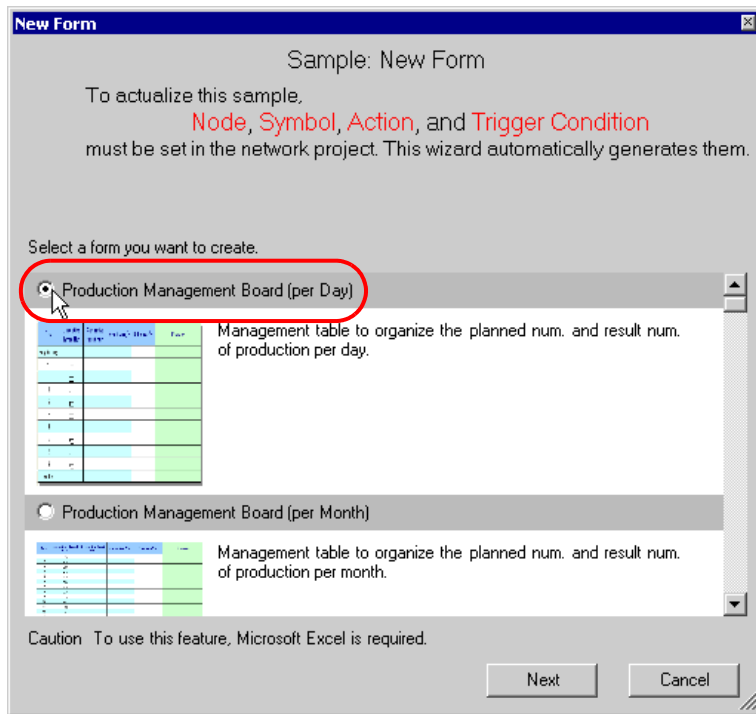 New Form
Sample: New Form
To actualize this sample,
Node, Symbol, Action, and Trigger Condition
must be set in the network project. This wizard automatically generates them.
Select a form you want to create.
Production Management Board (per Day)
Management table to organize the planned num. and result num.
of production per day.
Production Management Board (per Month)
Management table to organize the planned num. and result num.
of production per month.
Caution To use this feature, Microsoft Excel is required.
Next
Cancel